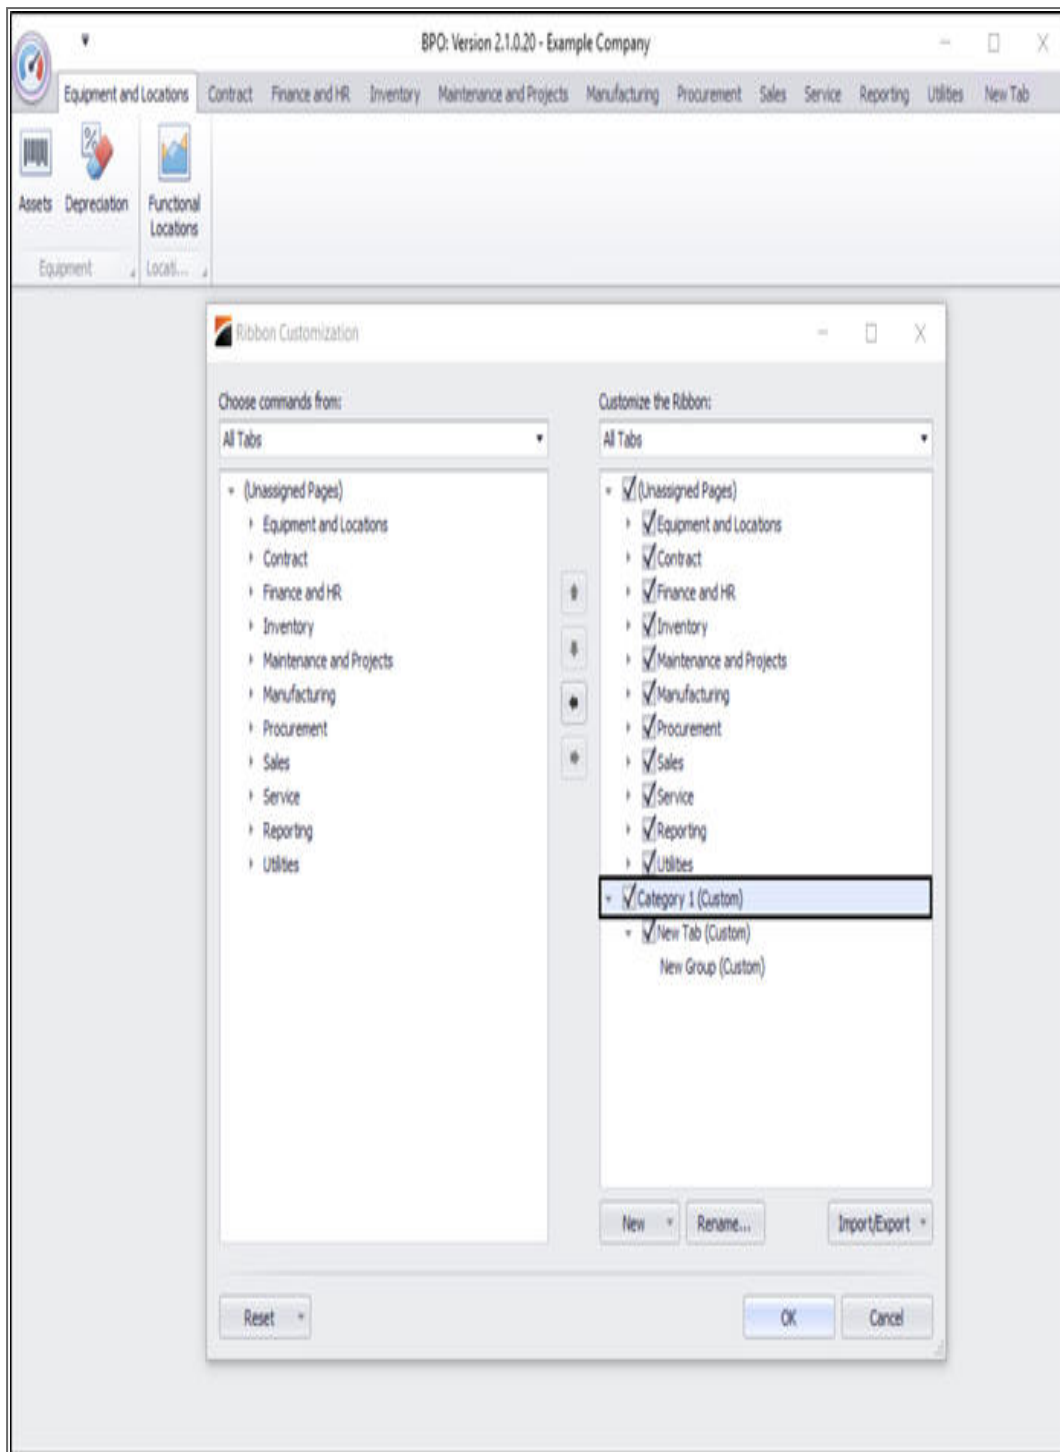 BPO: Version 2.1.0.20 - Example Company
Equipment and Locations Contract Finance and HR Inventory Maintenance and Projects Manufacturing Procurement Sales Service Reporting Utilities New Tab
%
Assets Depreciation Functional Locations
Equipment Locati...
Ribbon Customization
Choose commands from: Customize the Ribbon:
All Tabs All Tabs
(Unassigned Pages) (Unassigned Pages)
Equipment and Locations Equipment and Locations
Contract Contract
Finance and HR Finance and HR
Inventory Inventory
Maintenance and Projects Maintenance and Projects
Manufacturing Manufacturing
Procurement Procurement
Sales Sales
Service Service
Reporting Reporting
Utilities Utilities
Category 1 (Custom)
New Tab (Custom)
New Group (Custom)
New Rename... Import/Export
Reset OK Cancel